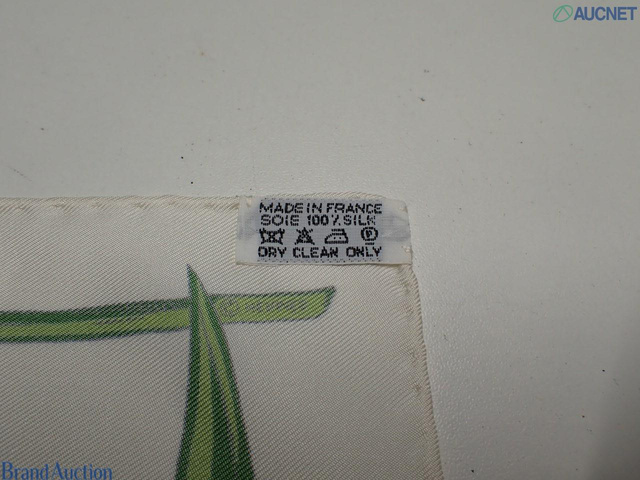 AUCNET
MADE IN FRANCE
SOIE 100% SILK
DRY CLEAN ONLY
Brand Auction